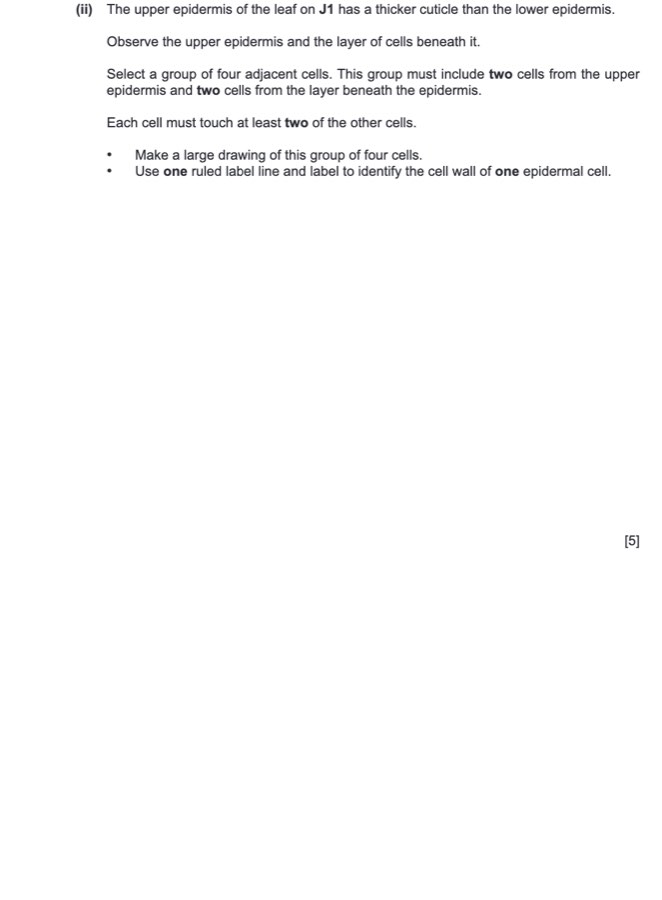 (ii) The upper epidermis of the leaf on J1 has a thicker cuticle than the lower epidermis.
Observe the upper epidermis and the layer of cells beneath it.
Select a group of four adjacent cells. This group must include two cells from the upper
epidermis and two cells from the layer beneath the epidermis.
Each cell must touch at least two of the other cells.
• Make a large drawing of this group of four cells.
• Use one ruled label line and label to identify the cell wall of one epidermal cell.
[5]